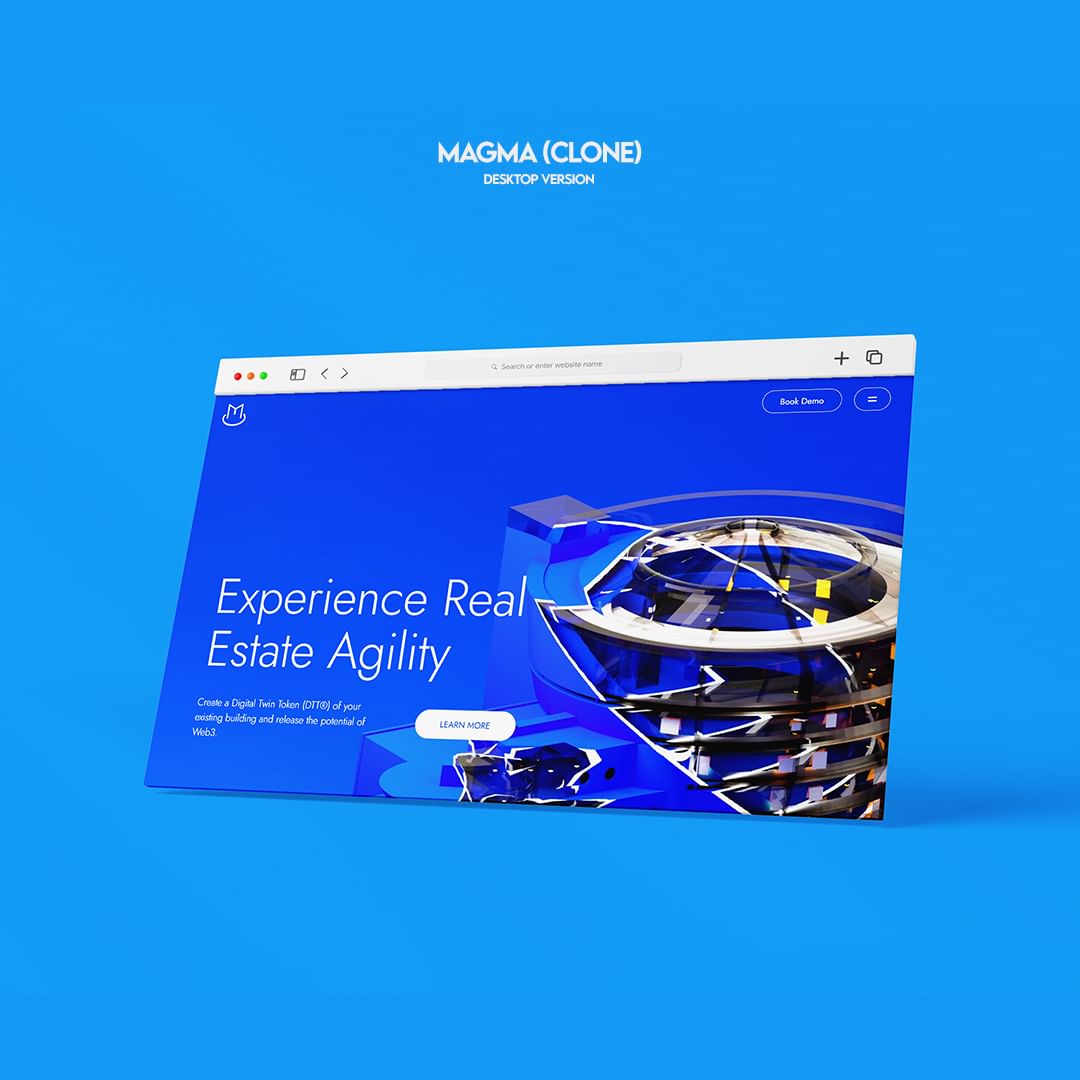 MAGMA (CLONE)
DESKTOP VERSION
Search or enter website name
Book Demo
Experience Real
Estate Agility
Create a Digital Twin Token (DTT®) of your
existing building and release the potential of
Web3.
LEARN MORE